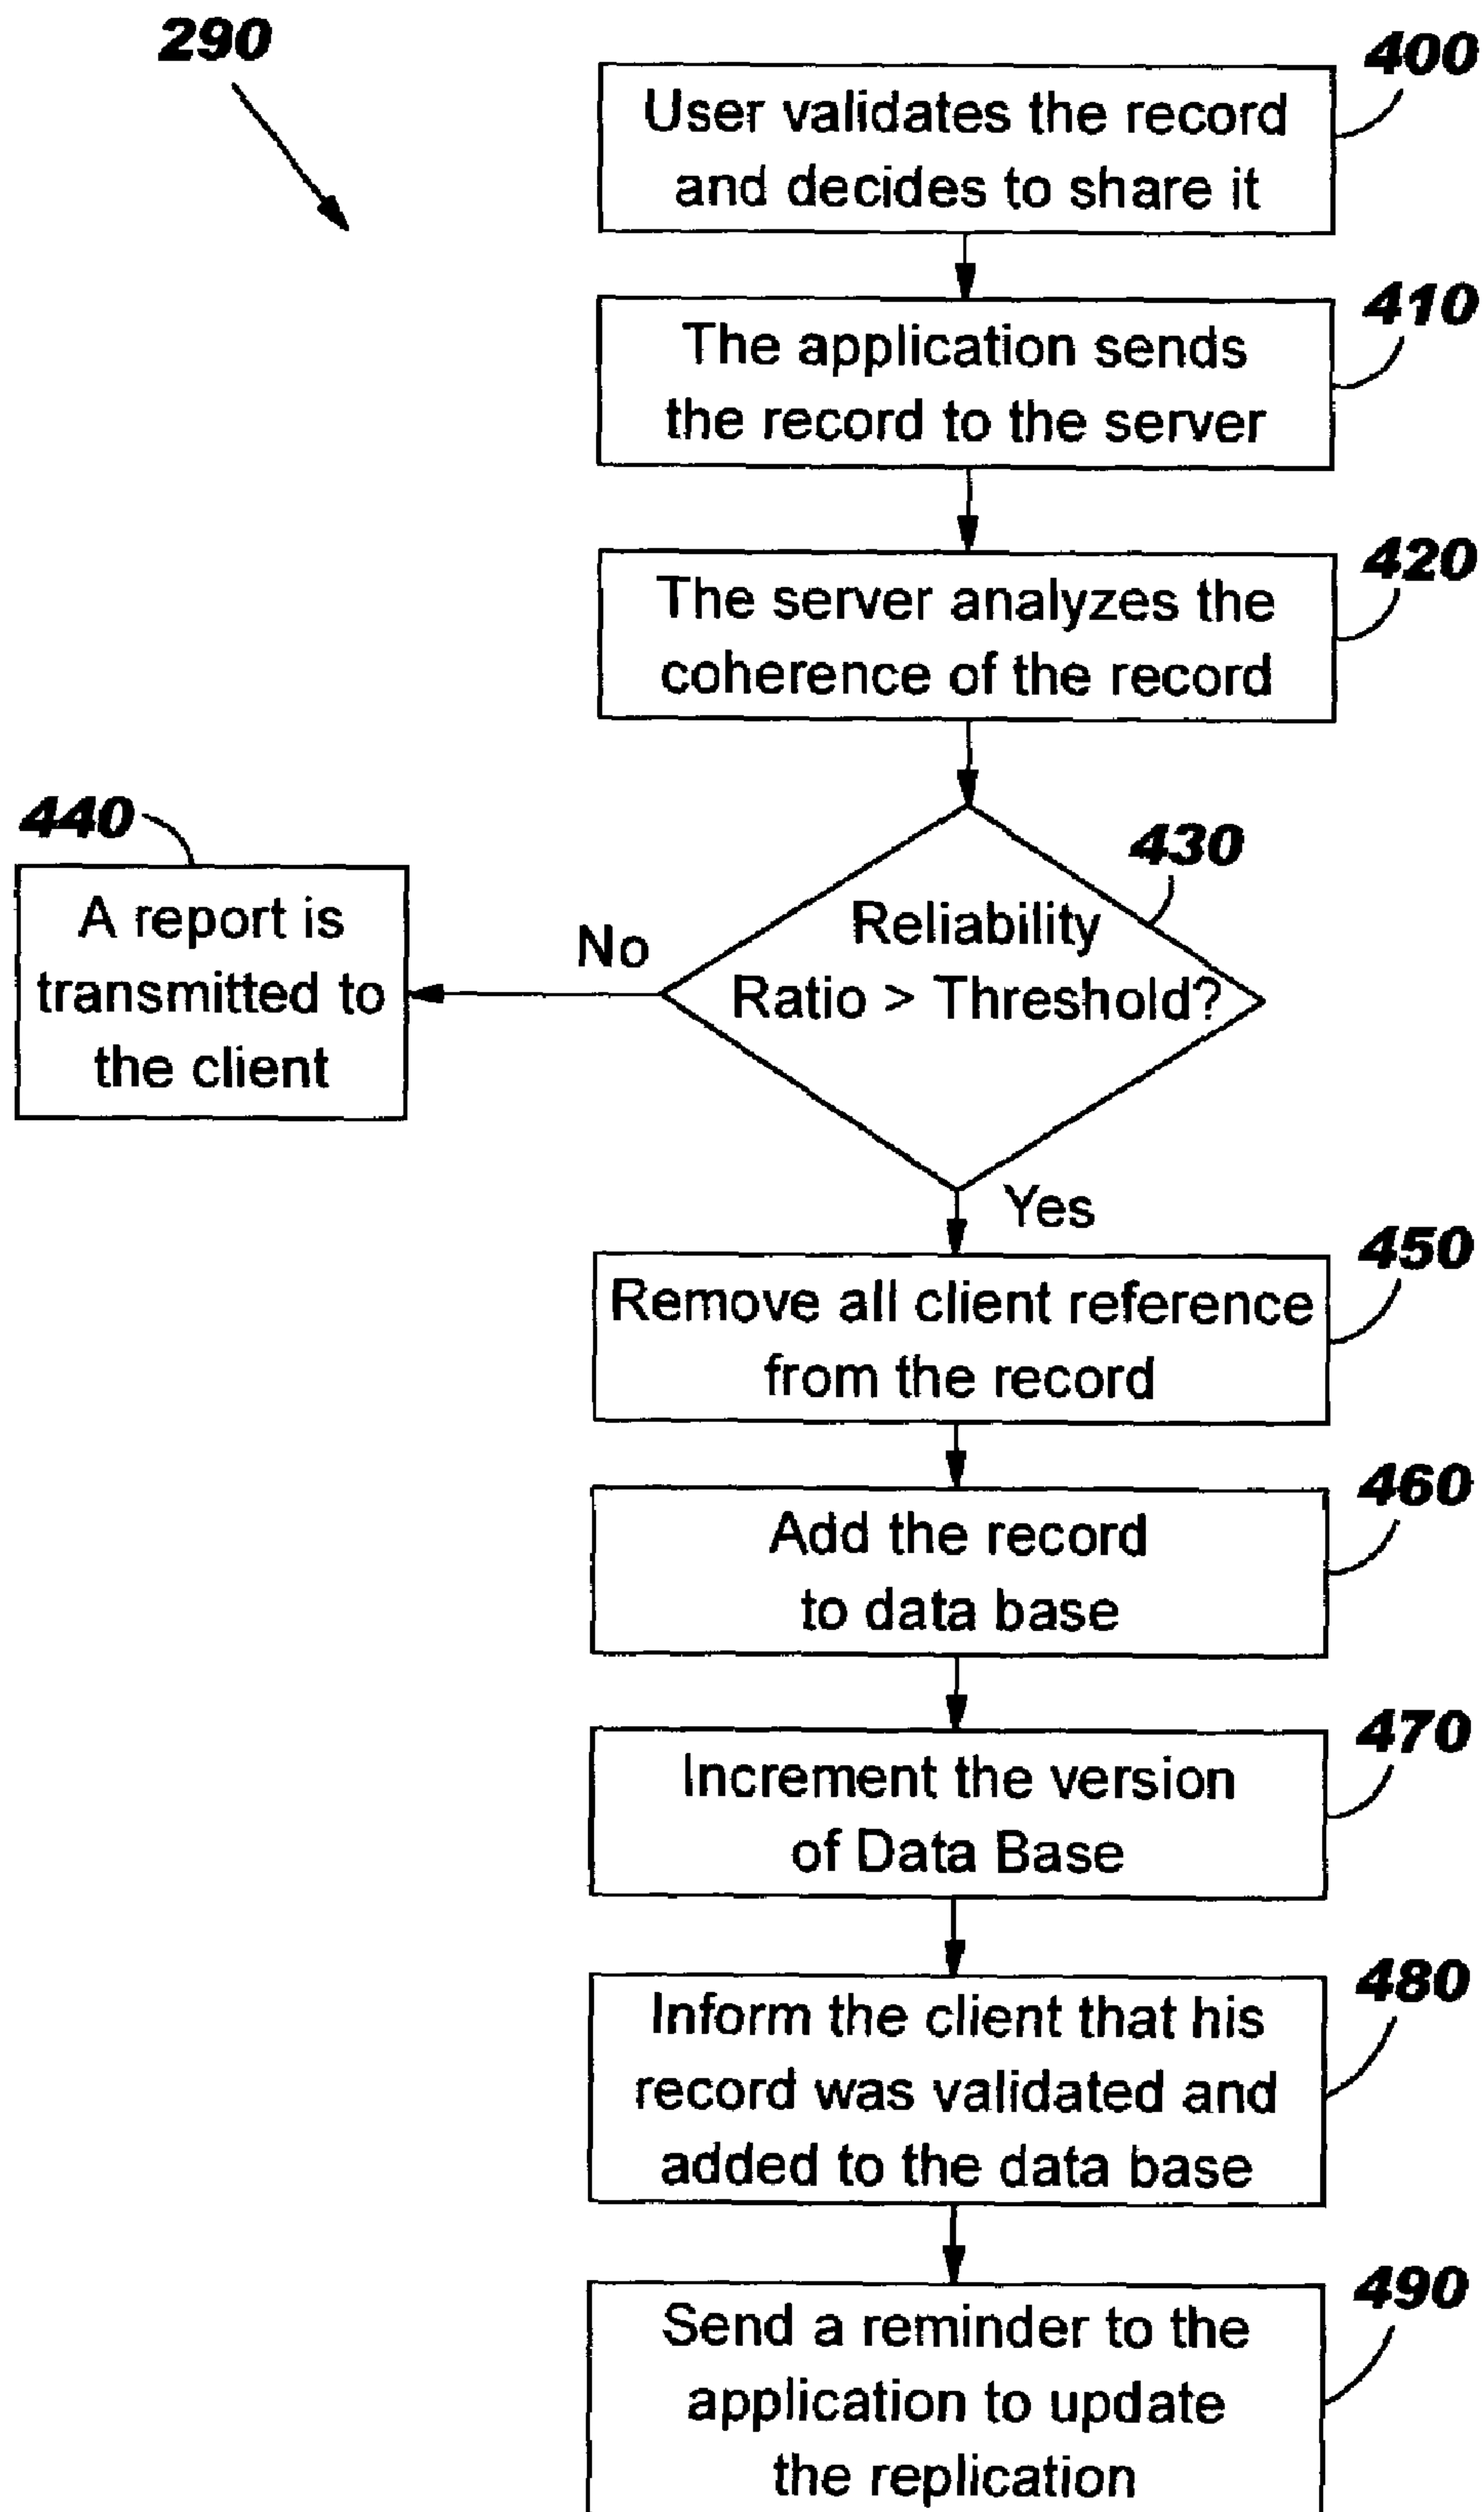 290
400
User validates the record
and decides to share it
410
The application sends
the record to the server
420
The server analyzes the
coherence of the record
430
Reliability
Ratio > Threshold?
No
440
A report is
transmitted to
the client
Yes
450
Remove all client reference
from the record
460
Add the record
to data base
470
Increment the version
of Data Base
480
Inform the client that his
record was validated and
added to the data base
490
Send a reminder to the
application to update
the replication